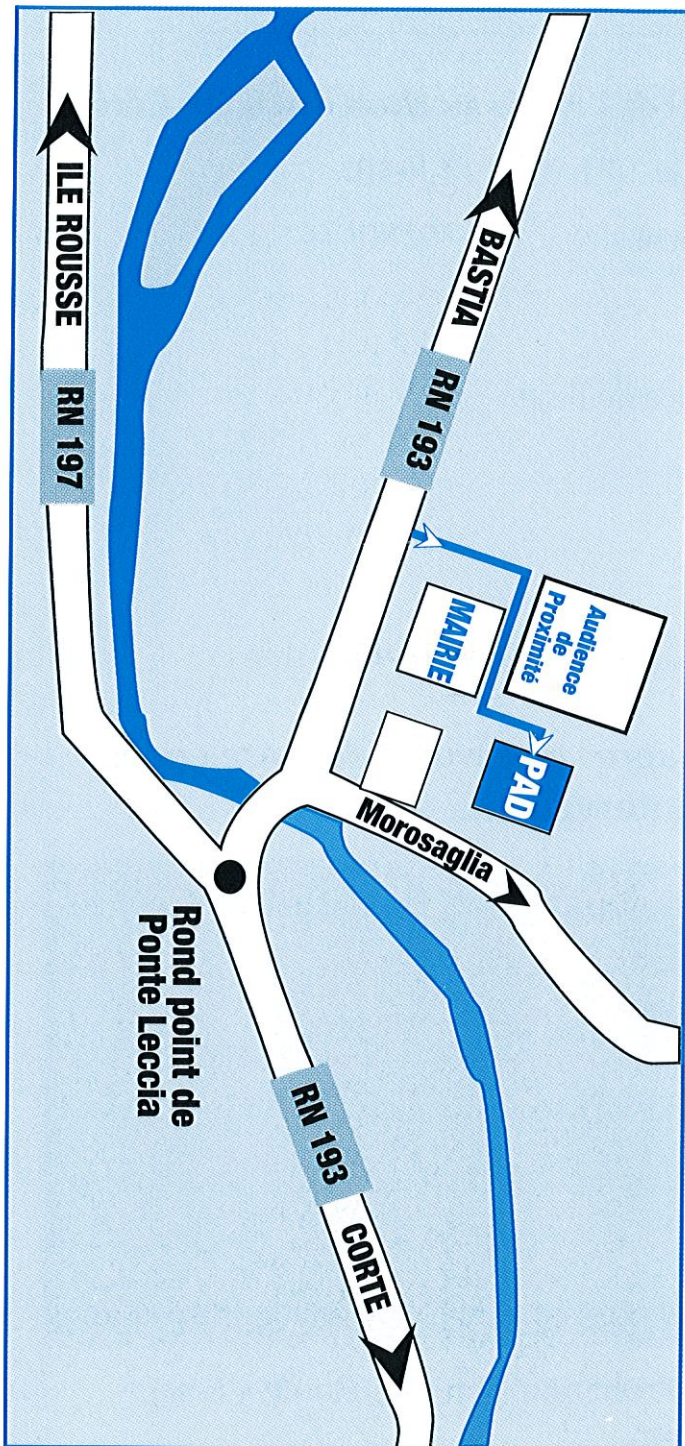 BASTIA
RN 193
Audience
de
Proximité
MAIRIE
PAD
Morosaglia
ILE ROUSSE
RN 197
Rond point de
Ponte Leccia
RN 193
CORTE